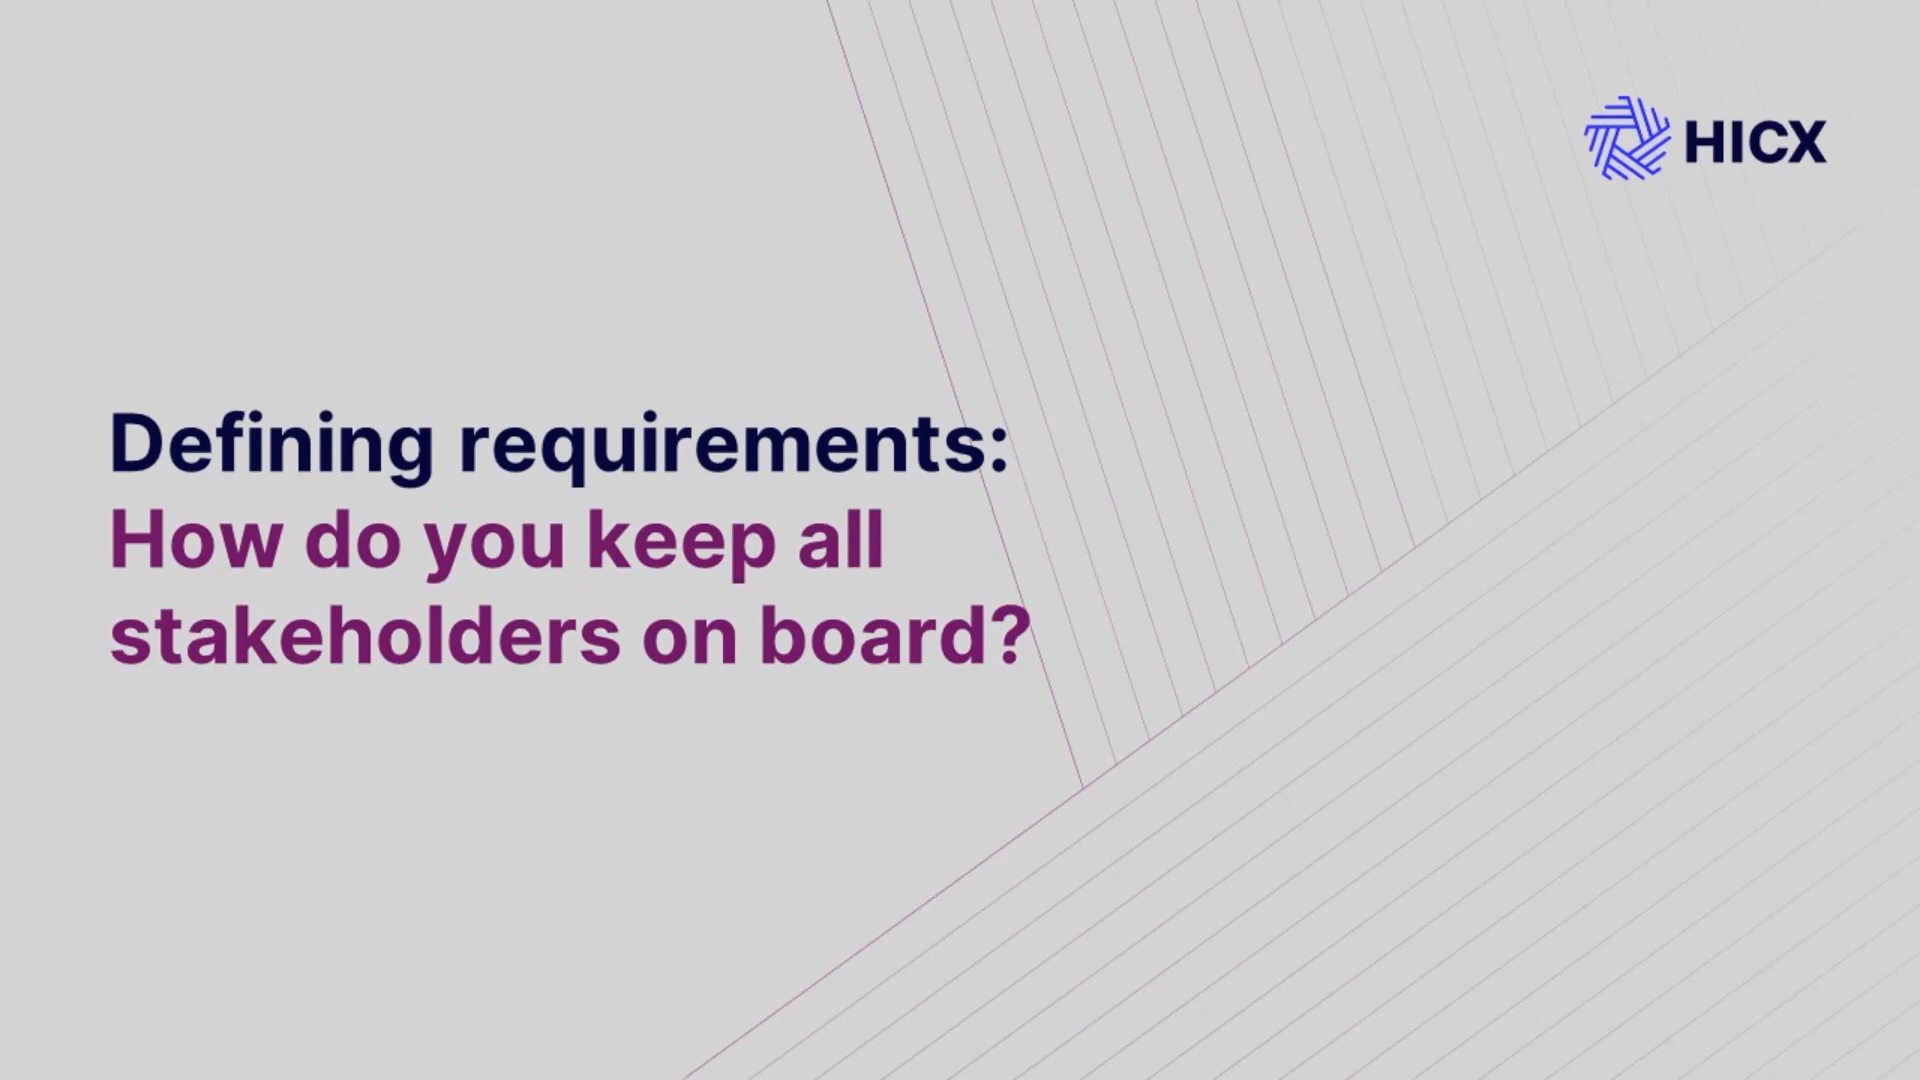 HICX
Defining requirements:
How do you keep all
stakeholders on board?